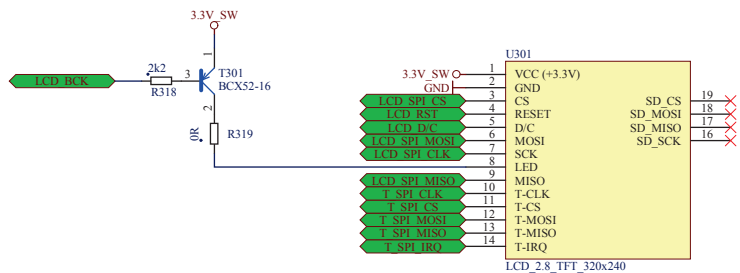 3.3V_SW
U301
1
2k2
T301
BCX52-16
LCD_BCK
3
R318
2
0R
R319
3.3V_SW
1
VCC (+3.3V)
GND
2
GND
LCD_SPI_CS
3
CS
SD_CS
19
LCD_RST
4
RESET
SD_MOSI
18
LCD_D/C
5
D/C
SD_MISO
17
LCD_SPI_MOSI
6
MOSI
SD_SCK
16
LCD_SPI_CLK
7
SCK
8
LED
LCD_SPI_MISO
9
MISO
T_SPI_CLK
10
T-CLK
T_SPI_CS
11
T-CS
T_SPI_MOSI
12
T-MOSI
T_SPI_MISO
13
T-MISO
T_SPI_IRQ
14
T-IRQ
LCD_2.8_TFT_320x240